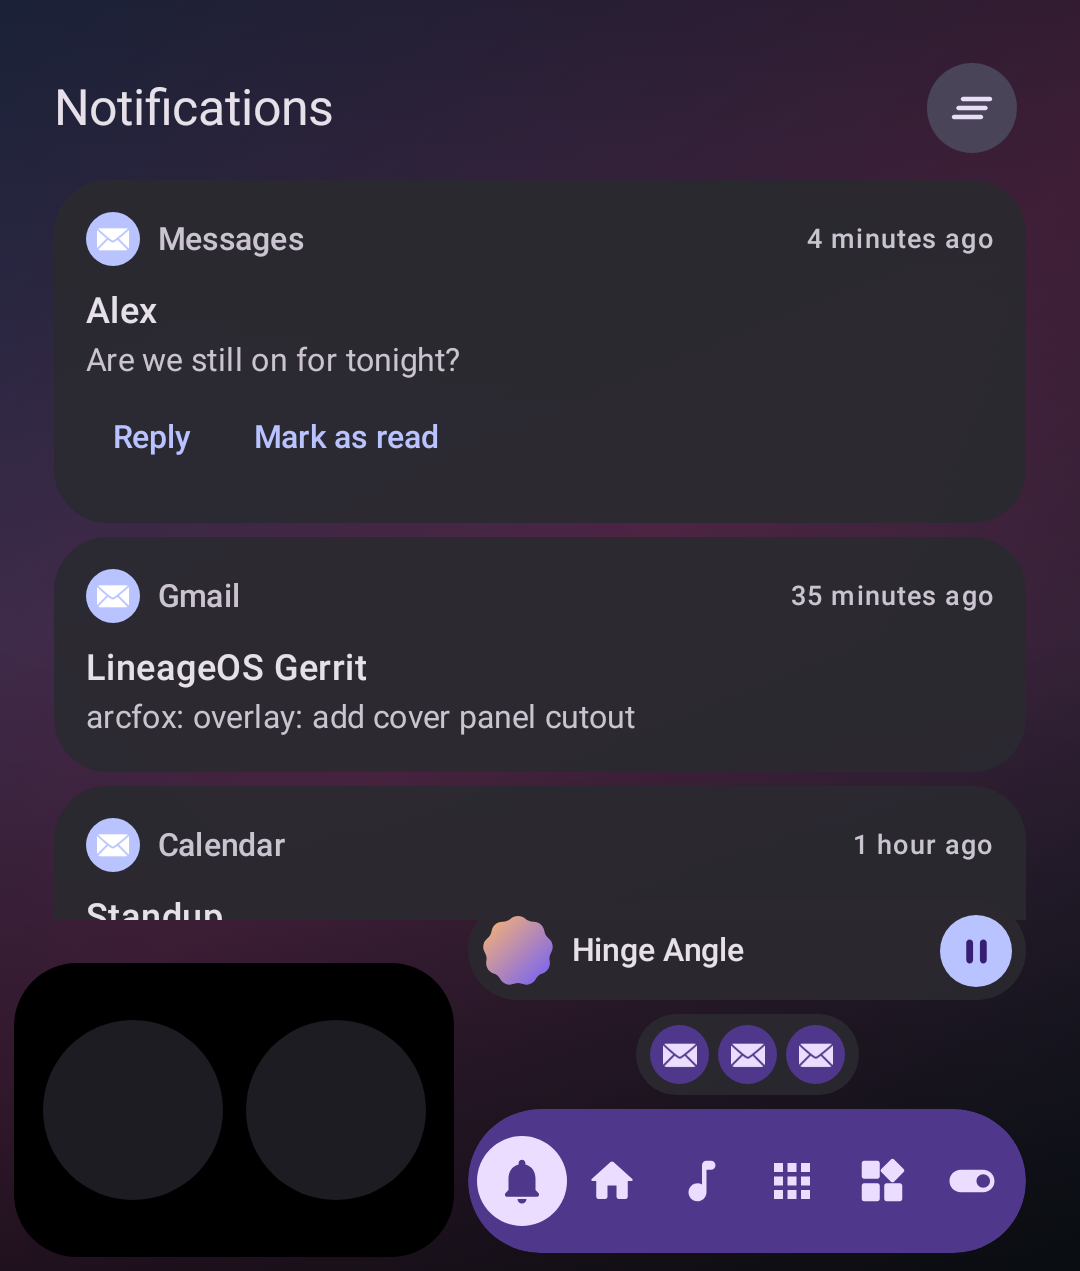 Notifications
Messages
4 minutes ago
Alex
Are we still on for tonight?
Reply
Mark as read
Gmail
35 minutes ago
LineageOS Gerrit
arcfox: overlay: add cover panel cutout
Calendar
1 hour ago
Standup
Hinge Angle